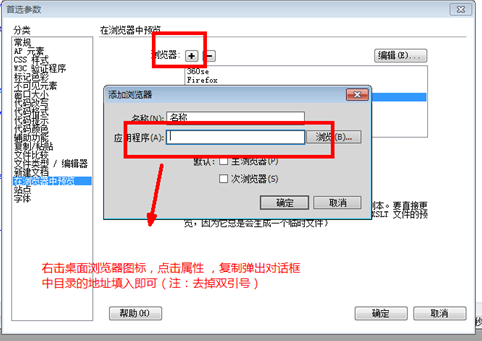 首选参数
分类
在浏览器中预览
常规
AP 元素
CSS 样式
W3C 验证程序
标记色彩
不可见元素
窗口大小
代码改写
代码格式
代码提示
代码颜色
辅助功能
复制/粘贴
文件比较
文件类型 / 编辑器
新建文档
在浏览器中预览
站点
字体
浏览器:
编辑(E)...
360se
Firefox
添加浏览器
名称(N): 名称
应用程序(A):
浏览(B)...
默认: 主浏览器(P)
次浏览器(S)
确定
取消
本。要直接更
XSLT 文件的预
览，因为它总是会生成一个临时文件)
右击桌面浏览器图标，点击属性 ，复制弹出对话框
中目录的地址填入即可（注：去掉双引号）
帮助(H)
确定
取消
秒